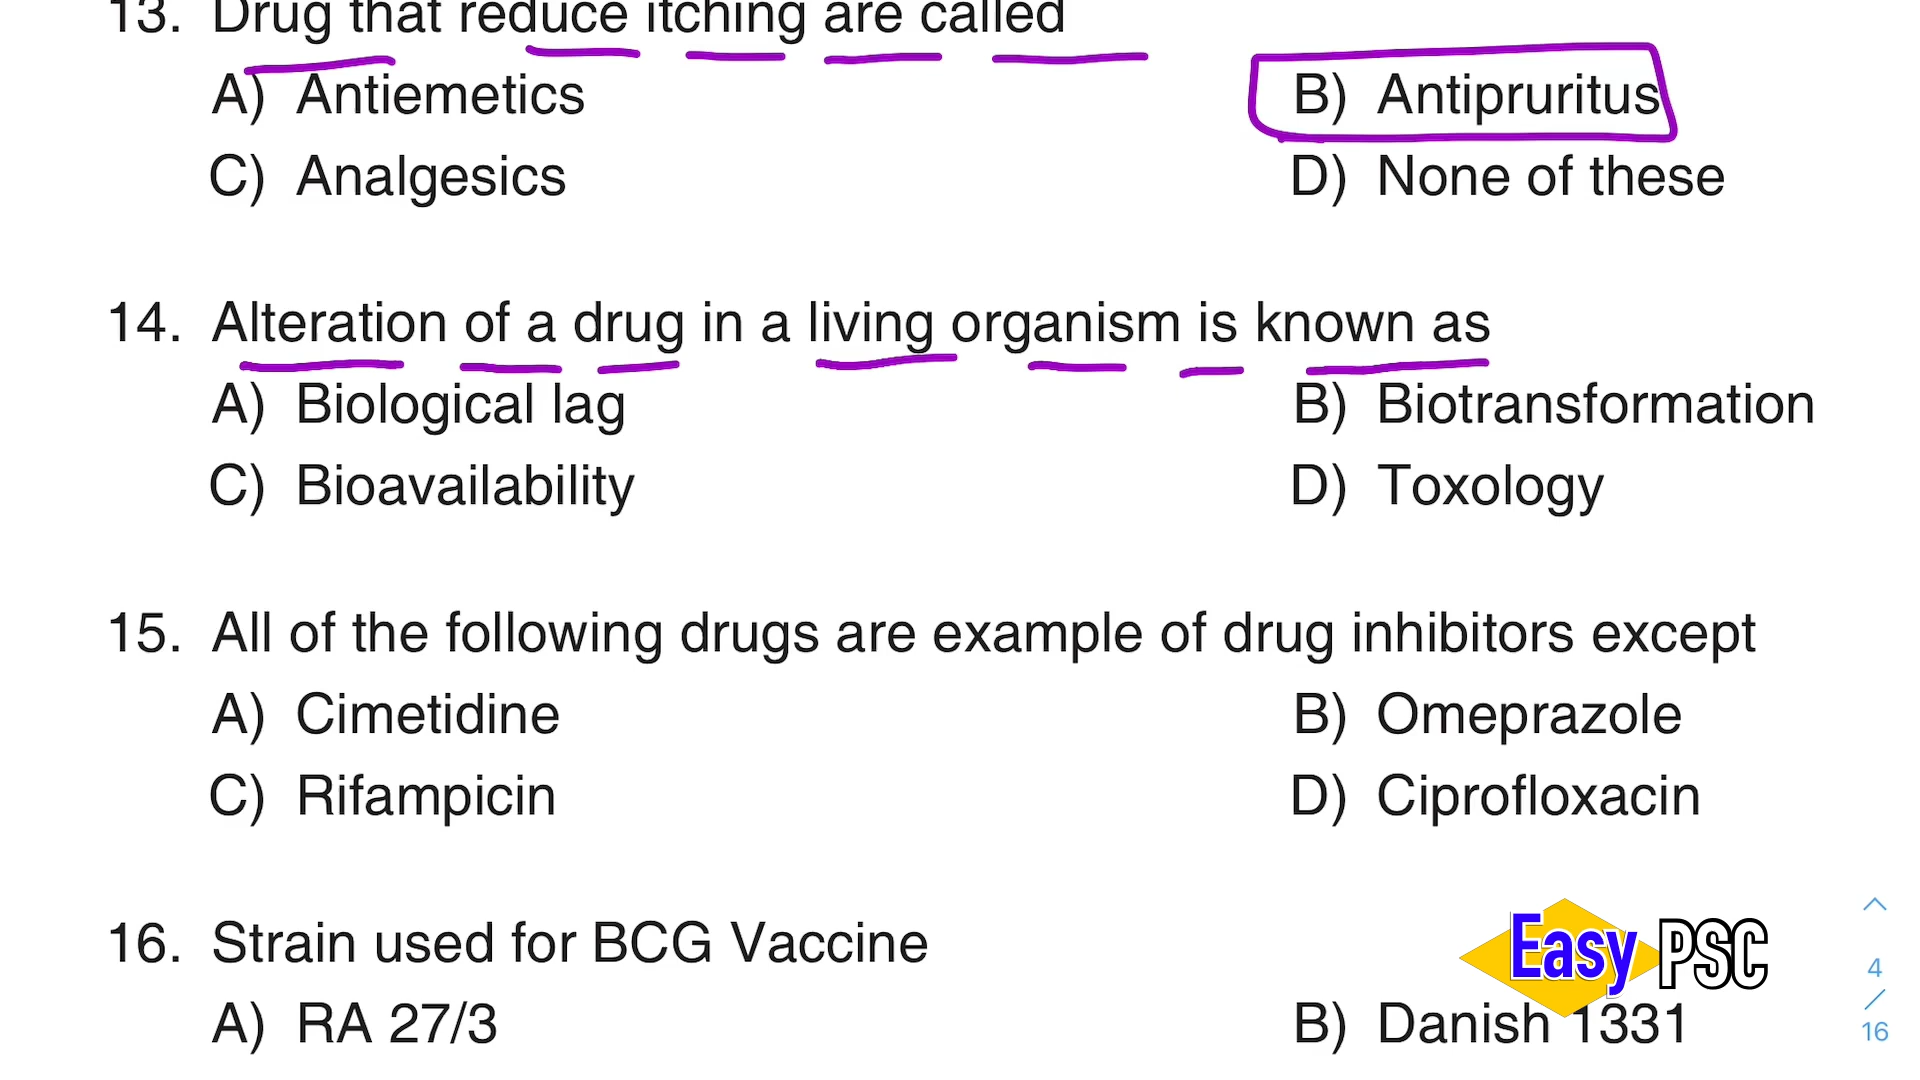 13. Drug that reduce itching are called
A) Antiemetics B) Antipruritus
C) Analgesics D) None of these
14. Alteration of a drug in a living organism is known as
A) Biological lag B) Biotransformation
C) Bioavailability D) Toxology
15. All of the following drugs are example of drug inhibitors except
A) Cimetidine B) Omeprazole
C) Rifampicin D) Ciprofloxacin
16. Strain used for BCG Vaccine
Easy PSC
A) RA 27/3 B) Danish 1331
4
/
16